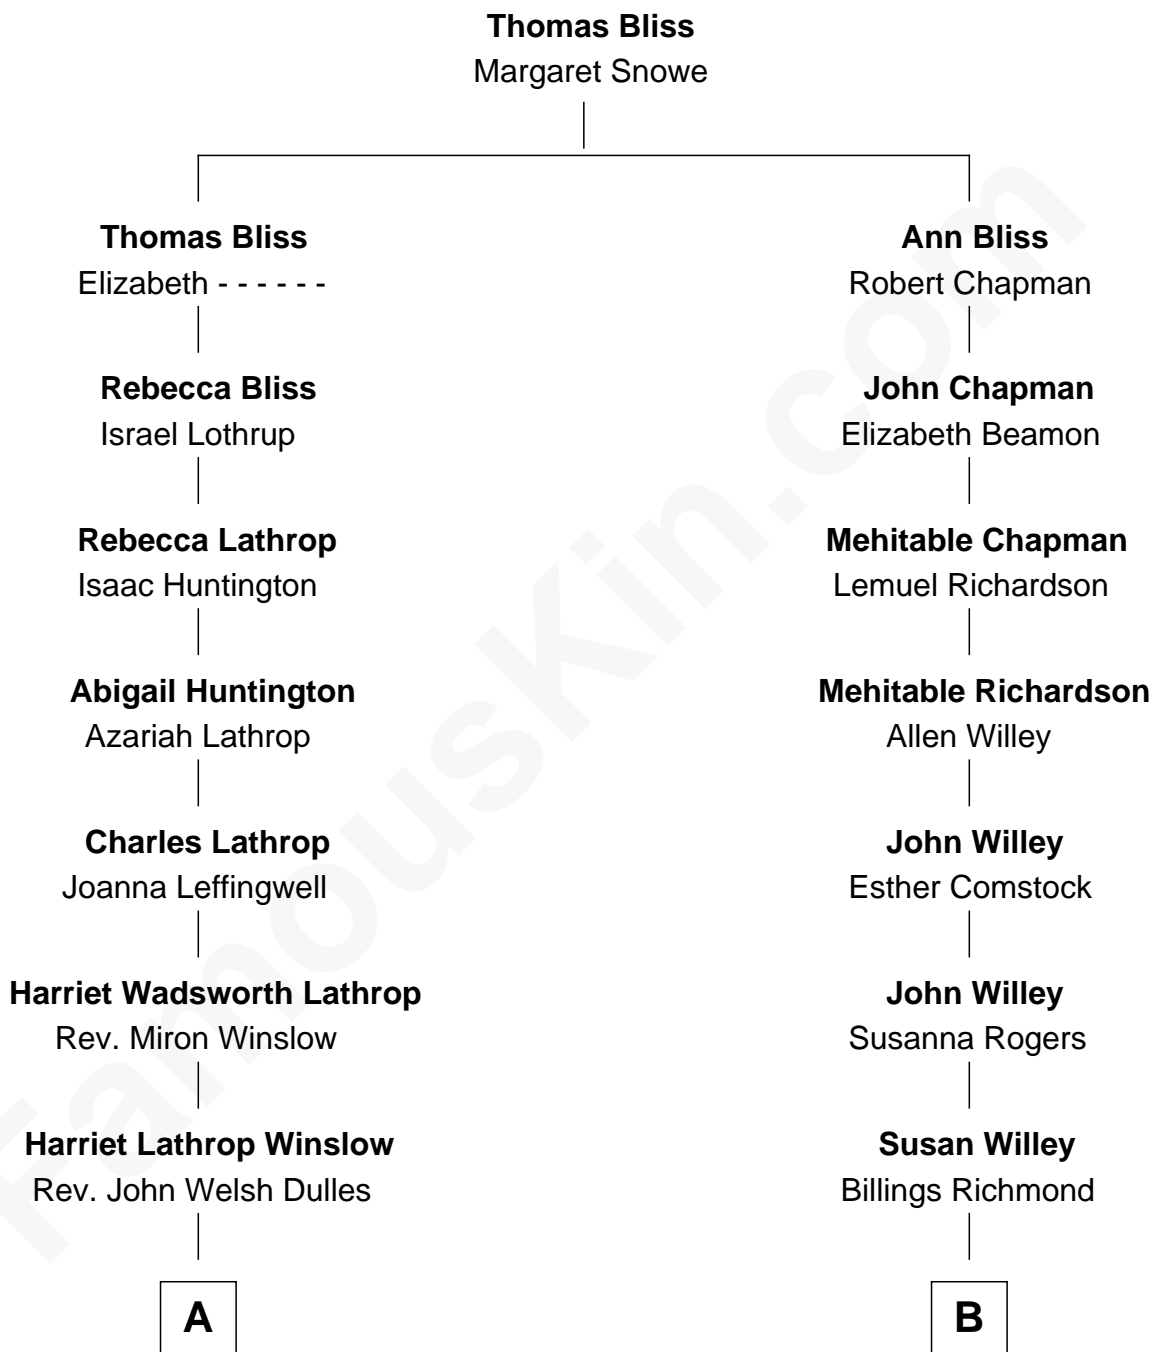 Thomas Bliss
Margaret Snowe
Thomas Bliss
Elizabeth - - - - - -
Rebecca Bliss
Israel Lothrup
Rebecca Lathrop
Isaac Huntington
Abigail Huntington
Azariah Lathrop
Charles Lathrop
Joanna Leffingwell
Harriet Wadsworth Lathrop
Rev. Miron Winslow
Harriet Lathrop Winslow
Rev. John Welsh Dulles
A
Ann Bliss
Robert Chapman
John Chapman
Elizabeth Beamon
Mehitable Chapman
Lemuel Richardson
Mehitable Richardson
Allen Willey
John Willey
Esther Comstock
John Willey
Susanna Rogers
Susan Willey
Billings Richmond
B
FamousKin.com